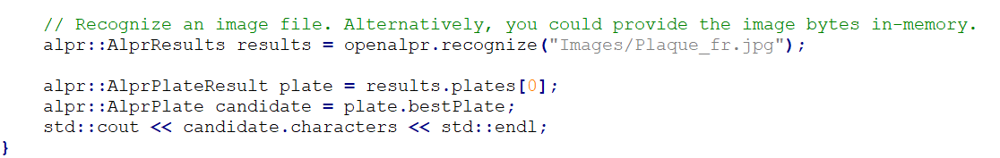 // Recognize an image file. Alternatively, you could provide the image bytes in-memory.
alpr::AlprResults results = openalpr.recognize("Images/Plaque_fr.jpg");
alpr::AlprPlateResult plate = results.plates[0];
alpr::AlprPlate candidate = plate.bestPlate;
std::cout << candidate.characters << std::endl;
}